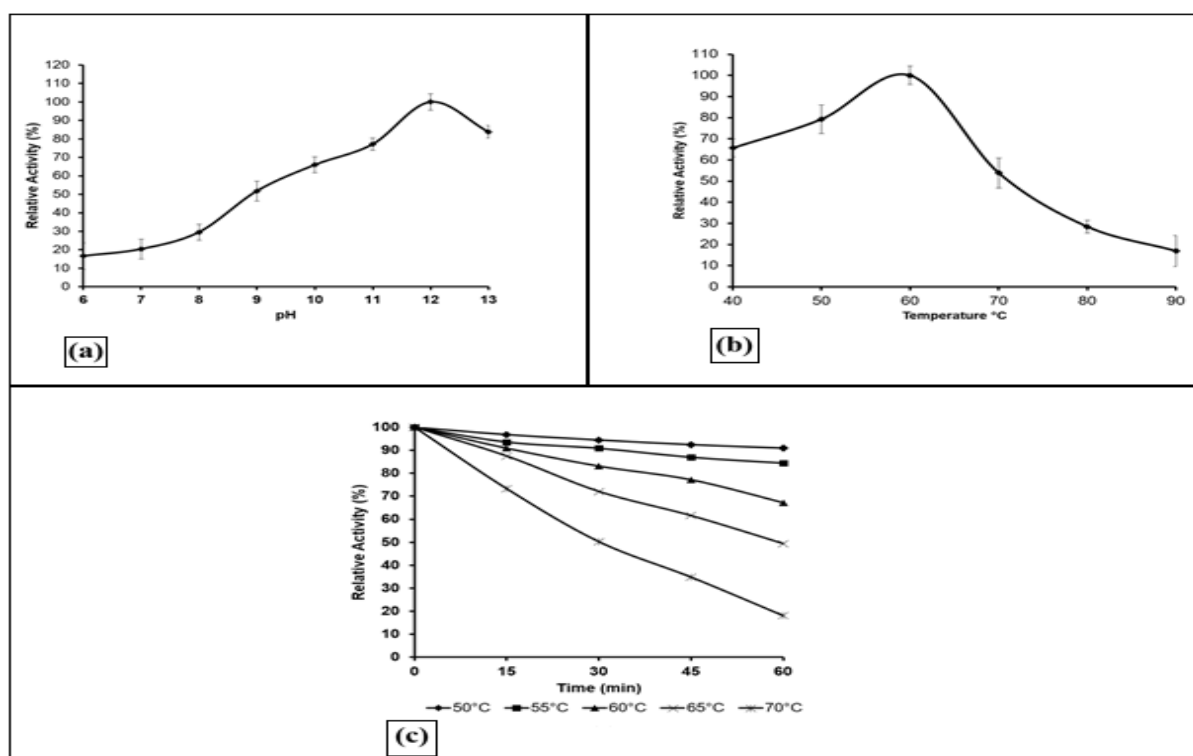 120
110
100
90
80
70
60
50
40
30
20
10
0
Relative Activity (%)
6 7 8 9 10 11 12 13
pH
(a)
110
100
90
80
70
60
50
40
30
20
10
0
Relative Activity (%)
40 50 60 70 80 90
Temperature °C
(b)
100
90
80
70
60
50
40
30
20
10
0
Relative Activity (%)
0 15 30 45 60
Time (min)
50°C 55°C 60°C 65°C 70°C
(c)